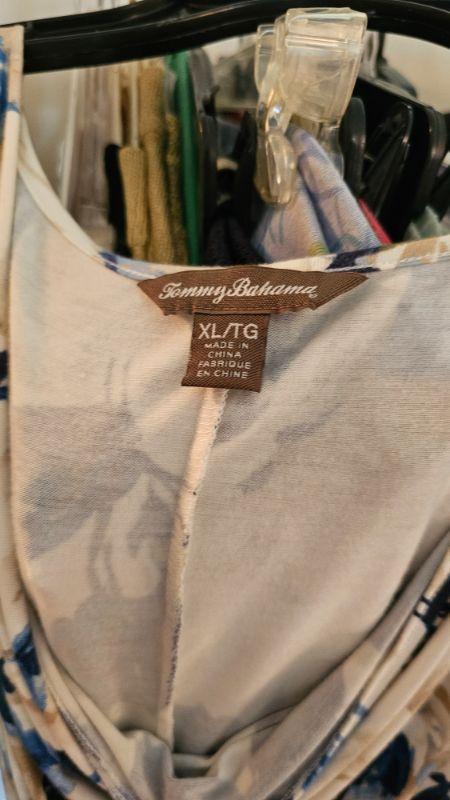 Tommy Bahama
XL/TG
MADE IN
CHINA
FABRIQUÉ
EN CHINE